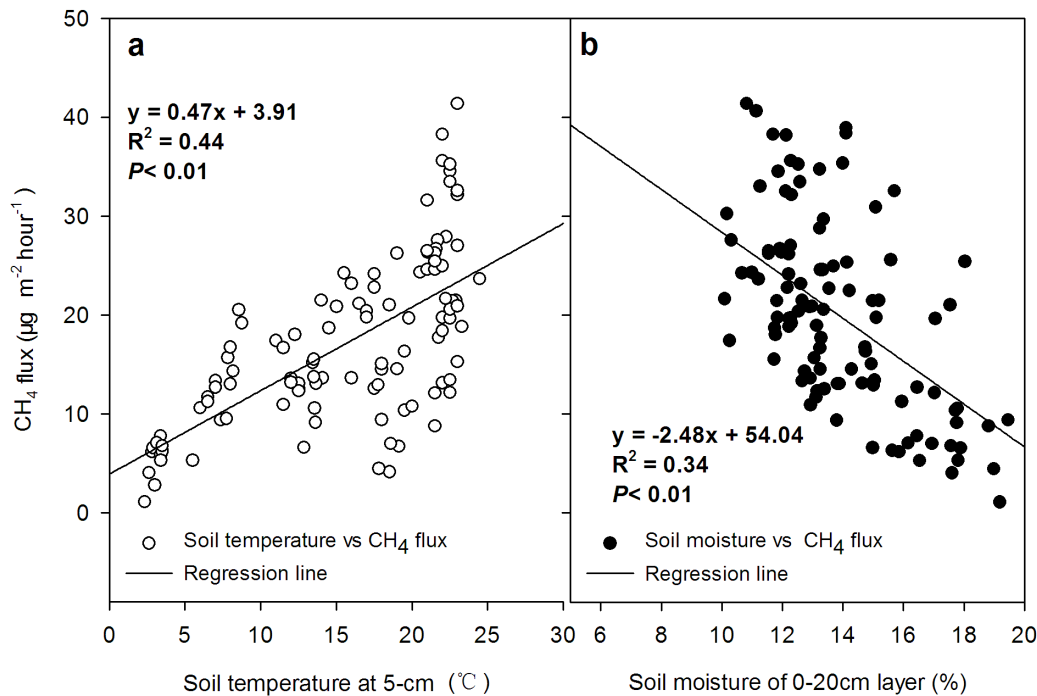 50
40
30
20
10
0
CH4 flux (µg m-2 hour-1 )
a
y = 0.47x + 3.91
R2 = 0.44
P< 0.01
Soil temperature vs CH4 flux
Regression line
0 5 10 15 20 25 30
Soil temperature at 5-cm (℃)
b
y = -2.48x + 54.04
R2 = 0.34
P< 0.01
Soil moisture vs CH4 flux
Regression line
6 8 10 12 14 16 18 20
Soil moisture of 0-20cm layer (%)